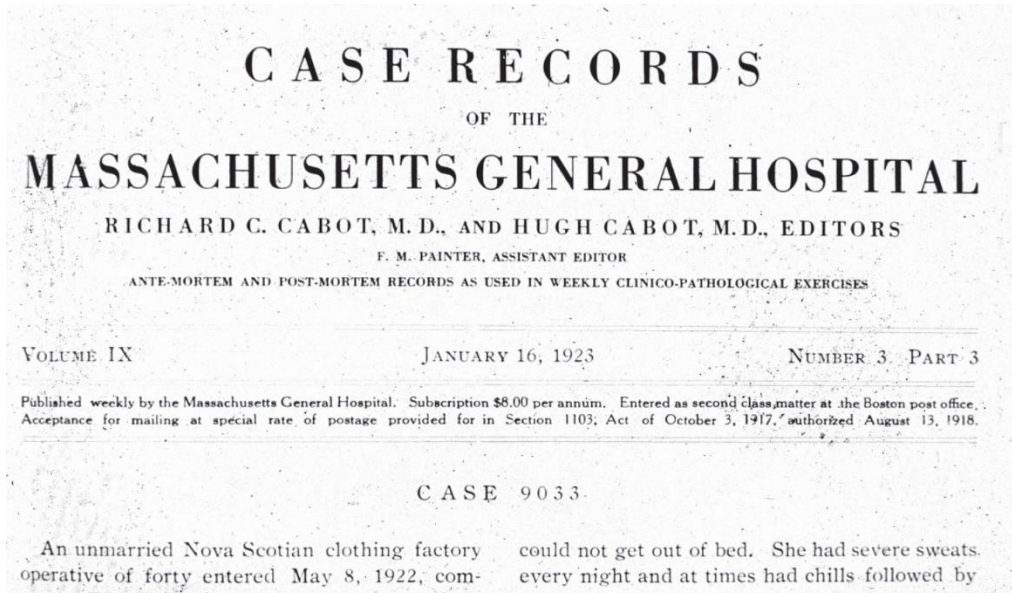 CASE RECORDS
OF THE
MASSACHUSETTS GENERAL HOSPITAL
RICHARD C. CABOT, M. D., AND HUGH CABOT, M. D., EDITORS
F. M. PAINTER, ASSISTANT EDITOR
ANTE-MORTEM AND POST-MORTEM RECORDS AS USED IN WEEKLY CLINICO-PATHOLOGICAL EXERCISES
VOLUME IX JANUARY 16, 1923 NUMBER 3 PART 3
Published weekly by the Massachusetts General Hospital. Subscription $8.00 per annum. Entered as second class matter at the Boston post office.
Acceptance for mailing at special rate of postage provided for in Section 1103, Act of October 3, 1917, authorized August 13, 1918.
CASE 9033
An unmarried Nova Scotian clothing factory
operative of forty entered May 8, 1922, com-
could not get out of bed. She had severe sweats
every night and at times had chills followed by